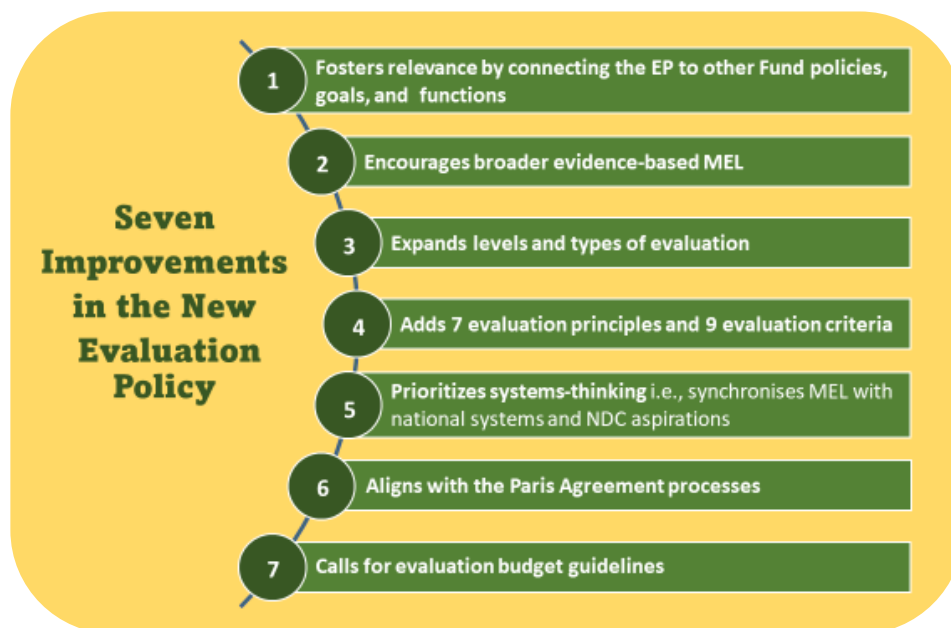 Seven
Improvements
in the New
Evaluation
Policy
1
Fosters relevance by connecting the EP to other Fund policies,
goals, and functions
2
Encourages broader evidence-based MEL
3
Expands levels and types of evaluation
4
Adds 7 evaluation principles and 9 evaluation criteria
5
Prioritizes systems-thinking i.e., synchronises MEL with
national systems and NDC aspirations
6
Aligns with the Paris Agreement processes
7
Calls for evaluation budget guidelines